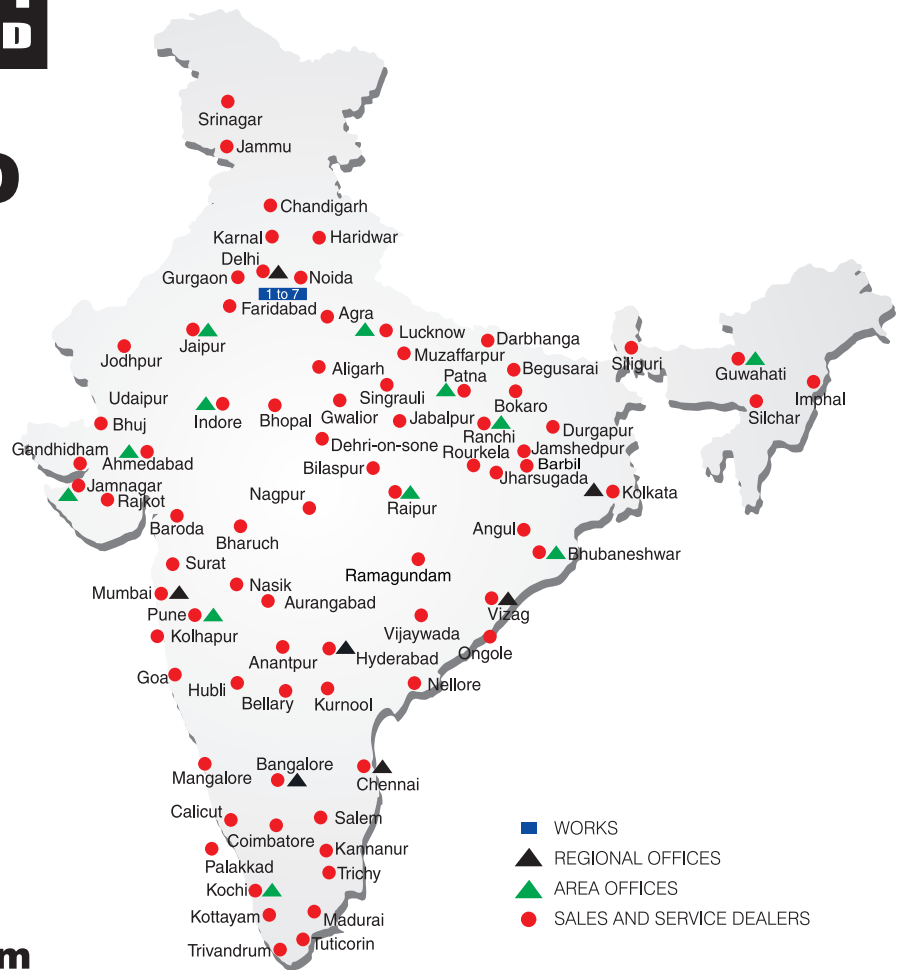 D
Srinagar
Jammu
Chandigarh
Karnal
Haridwar
Delhi
Gurgaon
Noida
1 to 7
Faridabad
Agra
Jaipur
Lucknow
Darbhanga
Jodhpur
Muzaffarpur
Siliguri
Aligarh
Patna
Begusarai
Guwahati
Udaipur
Singrauli
Bokaro
Imphal
Indore
Bhopal
Gwalior
Jabalpur
Silchar
Bhuj
Ranchi
Durgapur
Gandhidham
Dehri-on-sone
Rourkela
Jamshedpur
Ahmedabad
Bilaspur
Barbil
Jharsugada
Jamnagar
Rajkot
Nagpur
Raipur
Kolkata
Baroda
Bharuch
Angul
Bhubaneshwar
Surat
Ramagundam
Mumbai
Nasik
Aurangabad
Vizag
Pune
Kolhapur
Vijaywada
Anantpur
Hyderabad
Ongole
Goa
Hubli
Bellary
Kurnool
Nellore
Bangalore
Mangalore
Chennai
Calicut
Salem
Coimbatore
Kannanur
Palakkad
Trichy
Kochi
Kottayam
Madurai
Trivandrum
Tuticorin
WORKS
REGIONAL OFFICES
AREA OFFICES
SALES AND SERVICE DEALERS
m